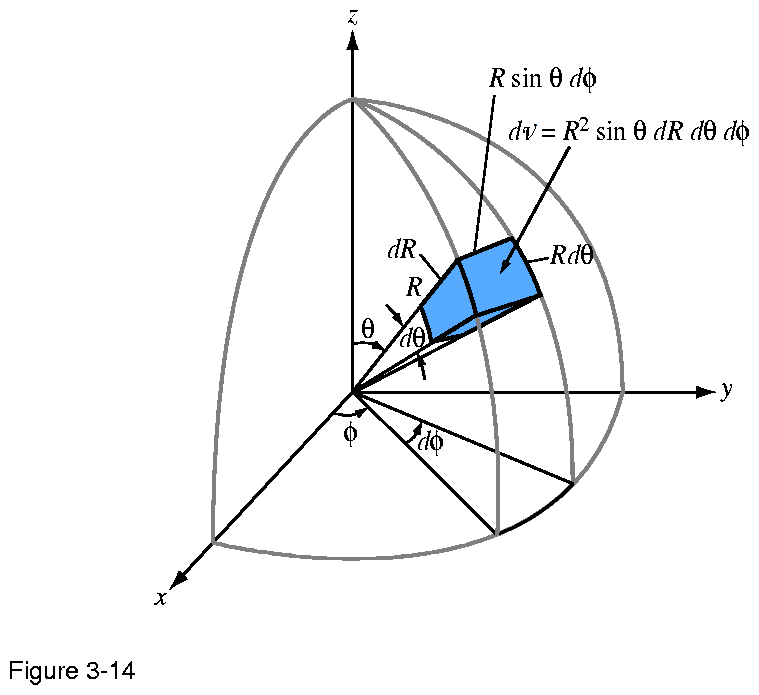 z
R sin θ dϕ
dv = R² sin θ dR dθ dϕ
dR
Rdθ
R
θ
dθ
y
ϕ
dϕ
x
Figure 3-14